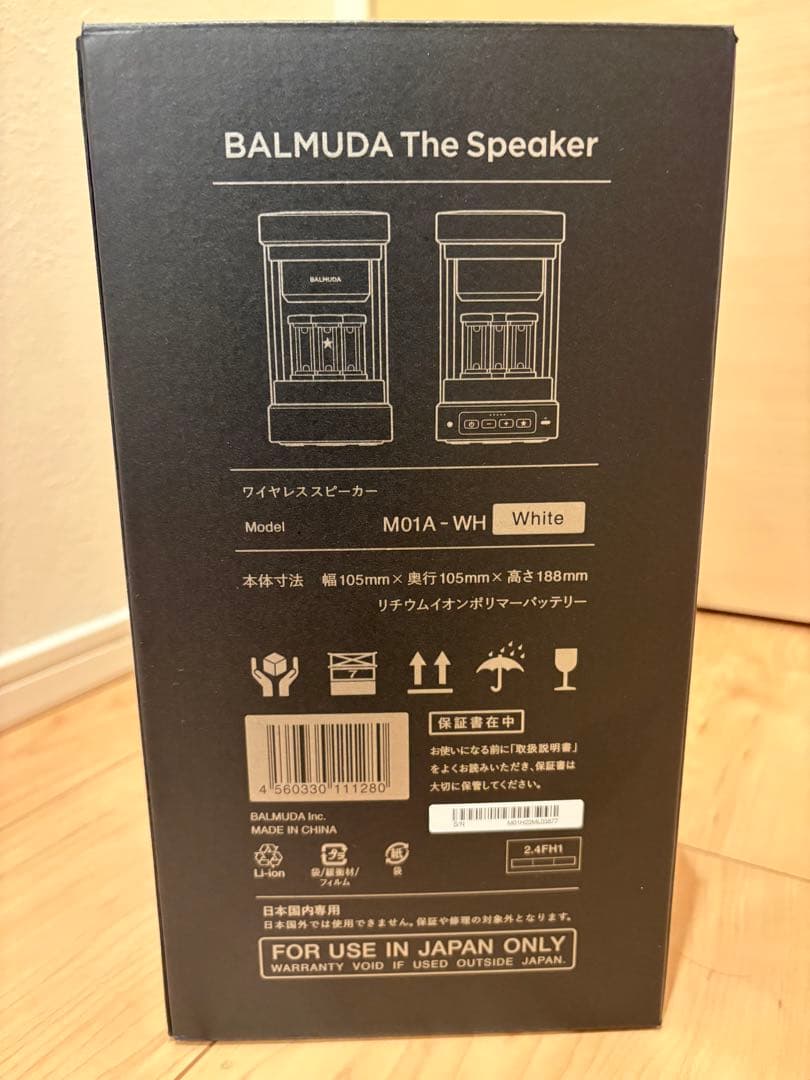 BALMUDA The Speaker
BALMUDA
ワイヤレススピーカー
Model M01A-WH White
本体寸法 幅105mm×奥行105mm×高さ188mm
リチウムイオンポリマーバッテリー
7
保証書在中
お使いになる前に「取扱説明書」
をよくお読みいただき、保証書は
大切に保管してください。
4 560330 111280
S/N
BALMUDA Inc.
MADE IN CHINA
Li-ion
プラ
袋/緩衝材/
フィルム
紙
袋
2.4FH1
日本国内専用
日本国外では使用できません。保証や修理の対象外となります。
FOR USE IN JAPAN ONLY
WARRANTY VOID IF USED OUTSIDE JAPAN.